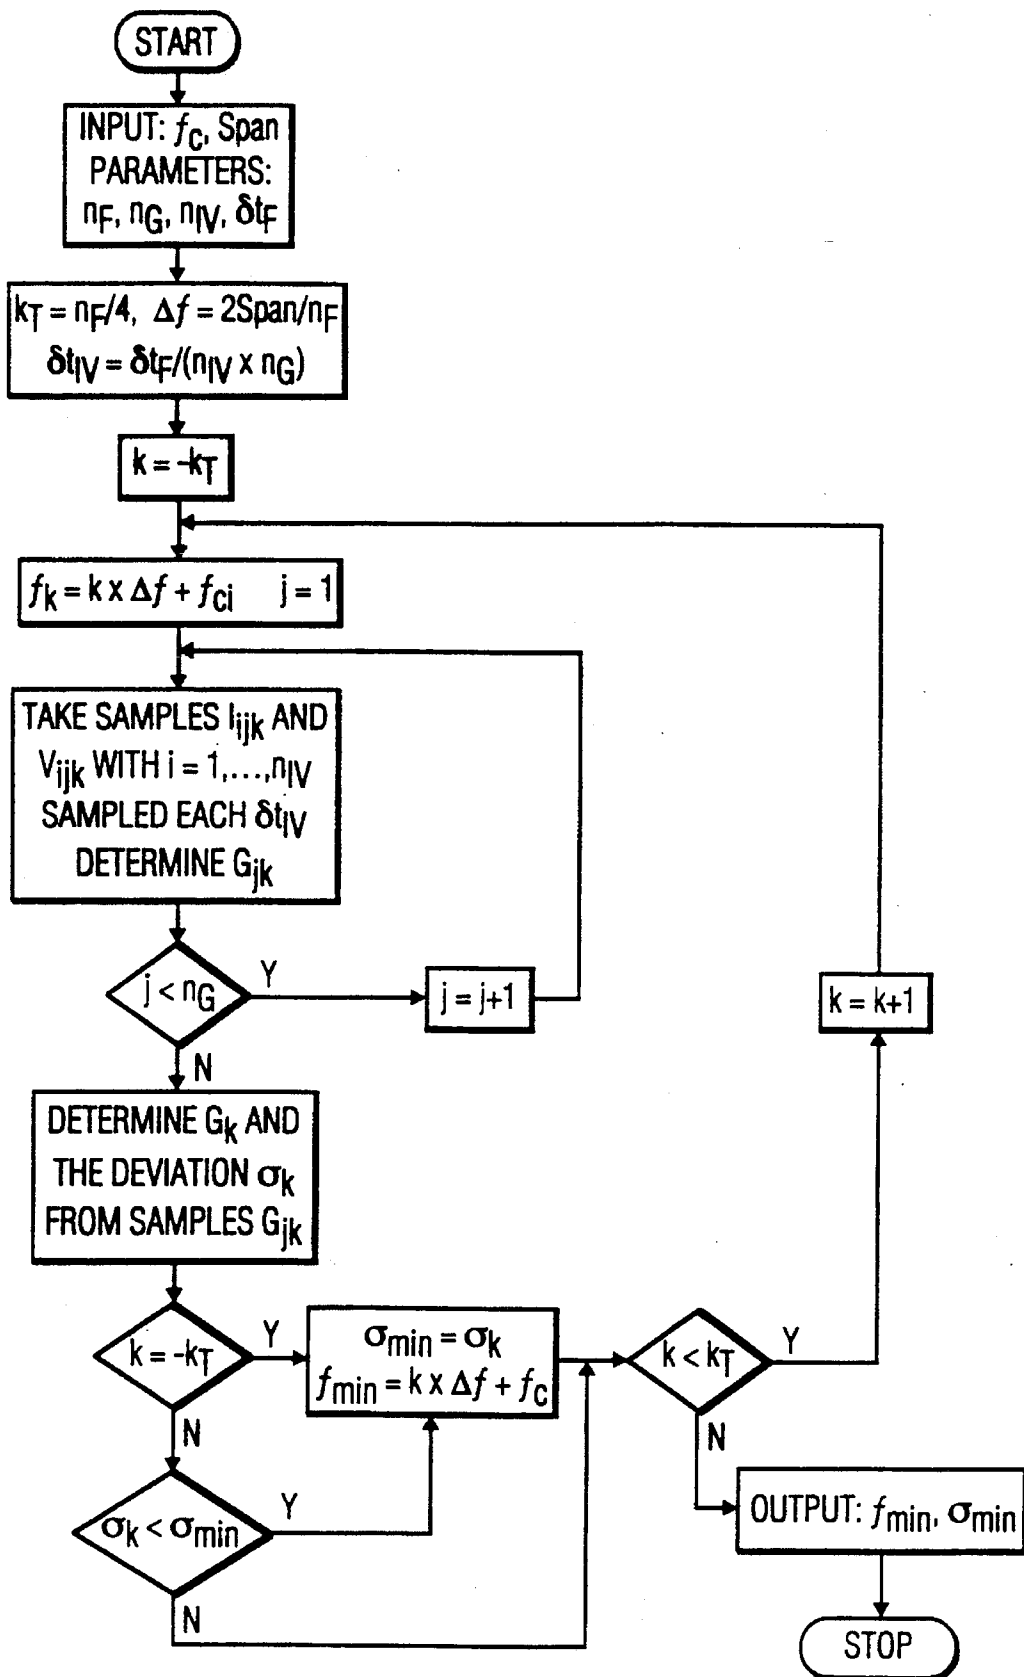 START
INPUT: fc, Span
PARAMETERS:
nF, nG, nIV, δtF
kT = nF/4, Δf = 2Span/nF
δtIV = δtF/(nIV x nG)
k = -kT
fk = k x Δf + fci j = 1
TAKE SAMPLES Iijk AND
Vijk WITH i = 1,...,nIV
SAMPLED EACH δtIV
DETERMINE Gjk
j < nG
Y
j = j+1
k = k+1
N
DETERMINE Gk AND
THE DEVIATION σk
FROM SAMPLES Gjk
k = -kT
Y
σmin = σk
fmin = k x Δf + fc
k < kT
Y
N
N
σk < σmin
Y
OUTPUT: fmin, σmin
N
STOP